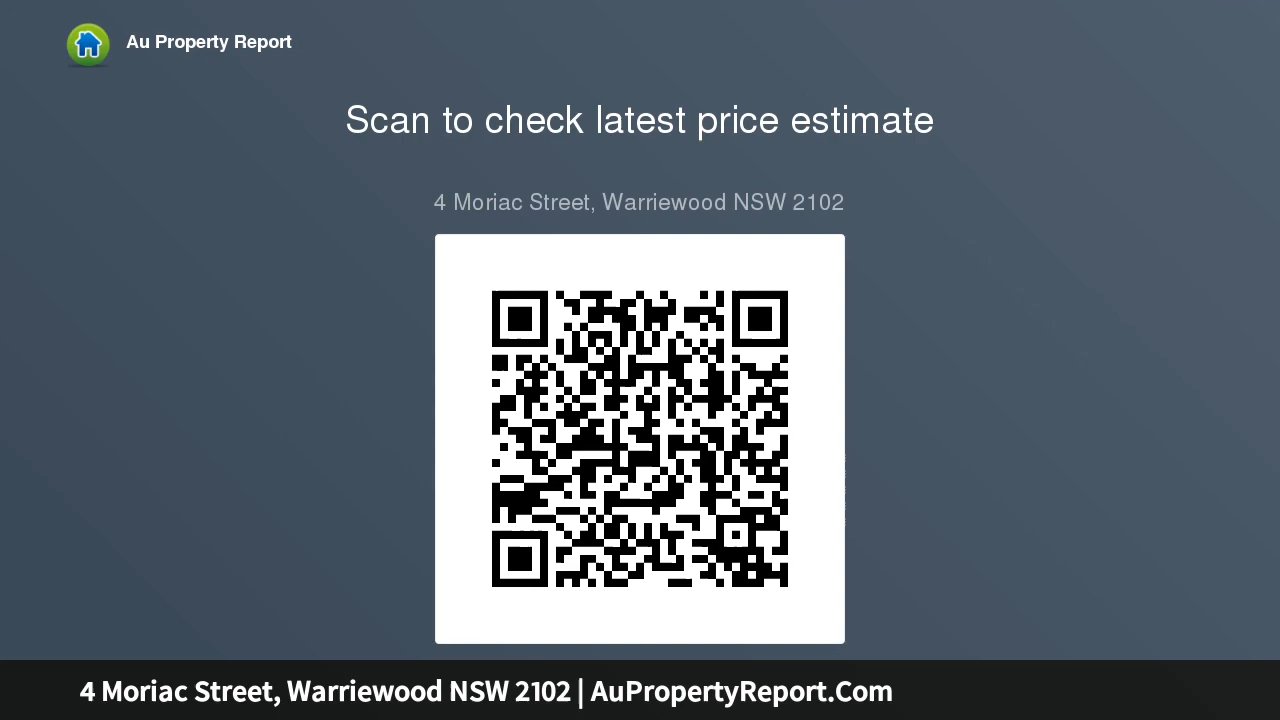 Au Property Report
Scan to check latest price estimate
4 Moriac Street, Warriewood NSW 2102
4 Moriac Street, Warriewood NSW 2102 | AuPropertyReport.Com